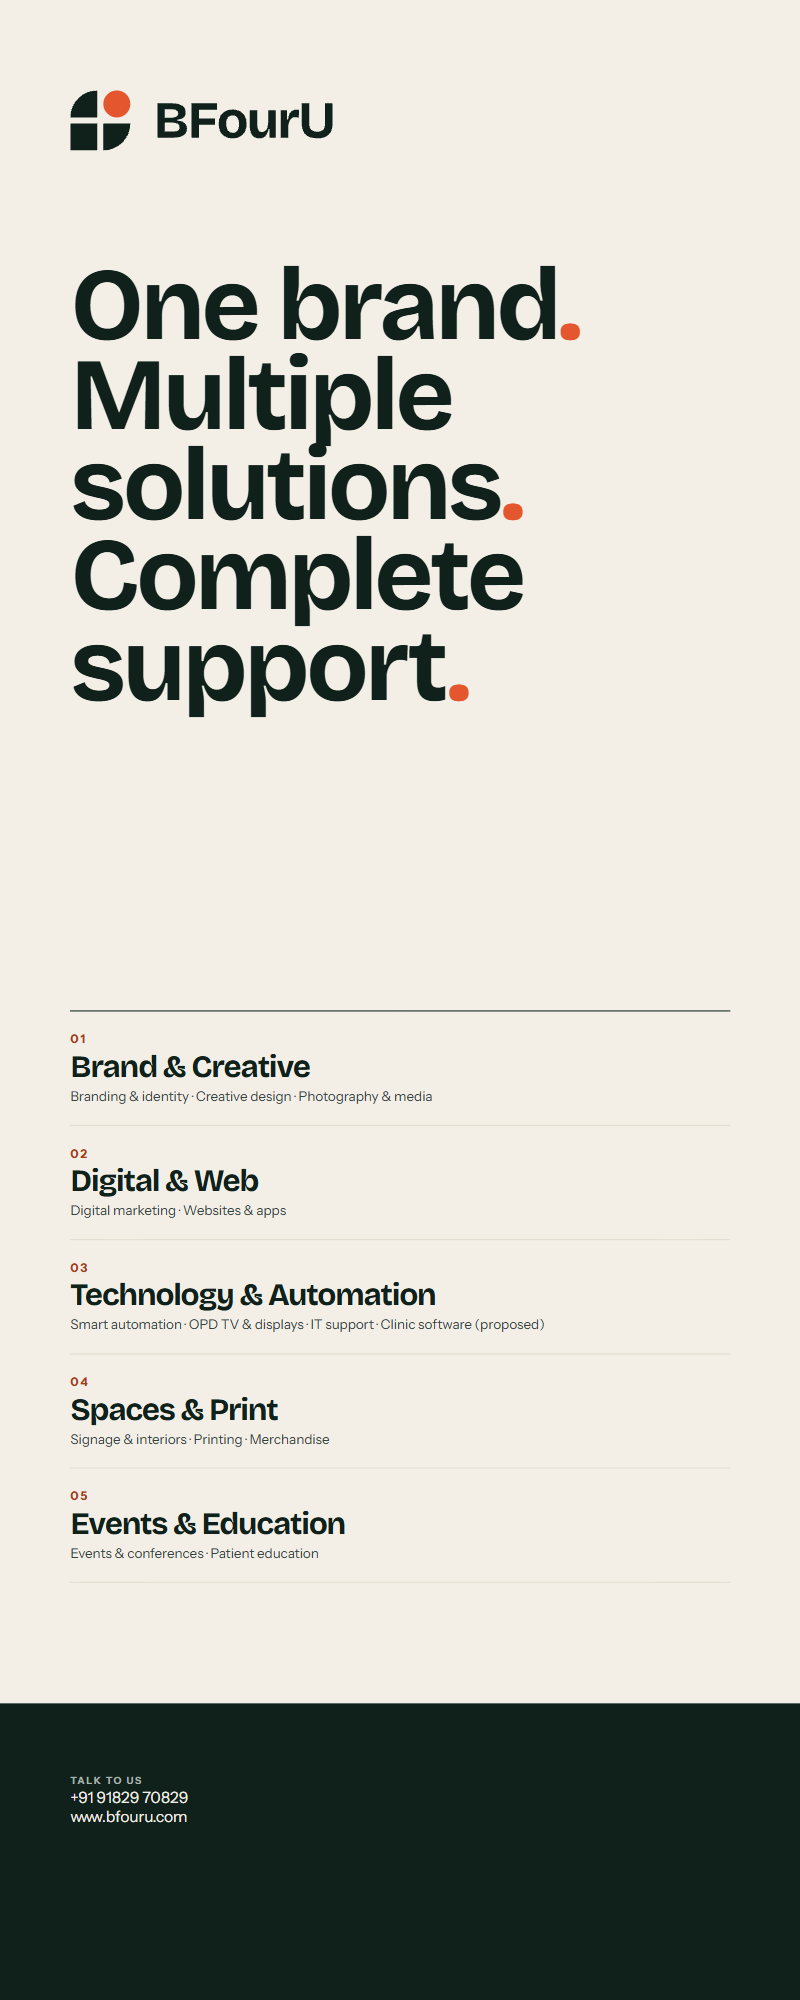 BFourU
One brand.
Multiple
solutions.
Complete
support.
01
Brand & Creative
Branding & identity · Creative design · Photography & media
02
Digital & Web
Digital marketing · Websites & apps
03
Technology & Automation
Smart automation · OPD TV & displays · IT support · Clinic software (proposed)
04
Spaces & Print
Signage & interiors · Printing · Merchandise
05
Events & Education
Events & conferences · Patient education
TALK TO US
+91 91829 70829
www.bfouru.com